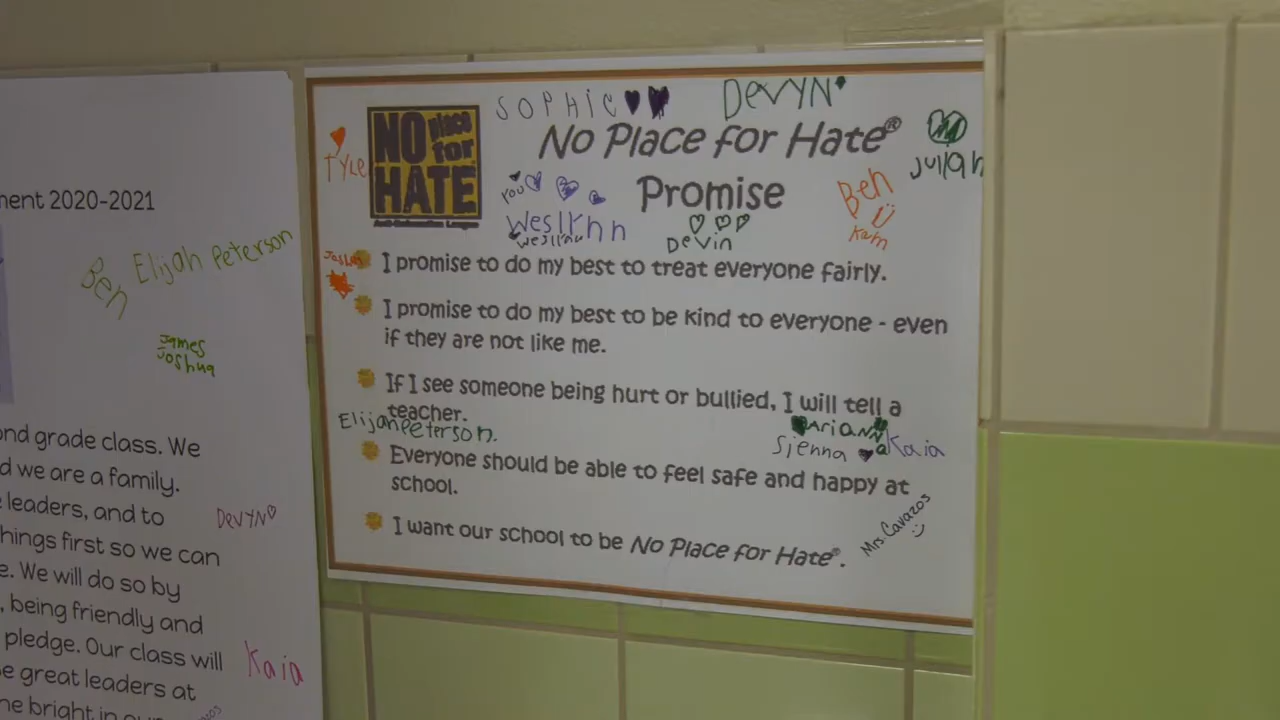 ment 2020-2021
Ben
Elijah Peterson
James
Joshua
ond grade class. We
d we are a family.
leaders, and to
DEVYN
hings first so we can
e. We will do so by
, being friendly and
pledge. Our class will
Kaia
e great leaders at
he bright in
SOPHIE
DEVYN
NO place for HATE
No Place for Hate®
Promise
TYLE
Julian
Ben
Kam
Devin
I promise to do my best to treat everyone fairly.
I promise to do my best to be kind to everyone - even
if they are not like me.
If I see someone being hurt or bullied, I will tell a
teacher.
Elijah Peterson.
ARIANNa
Sienna
Kaia
Everyone should be able to feel safe and happy at
school.
I want our school to be No Place for Hate®.
Mrs. Cavazos